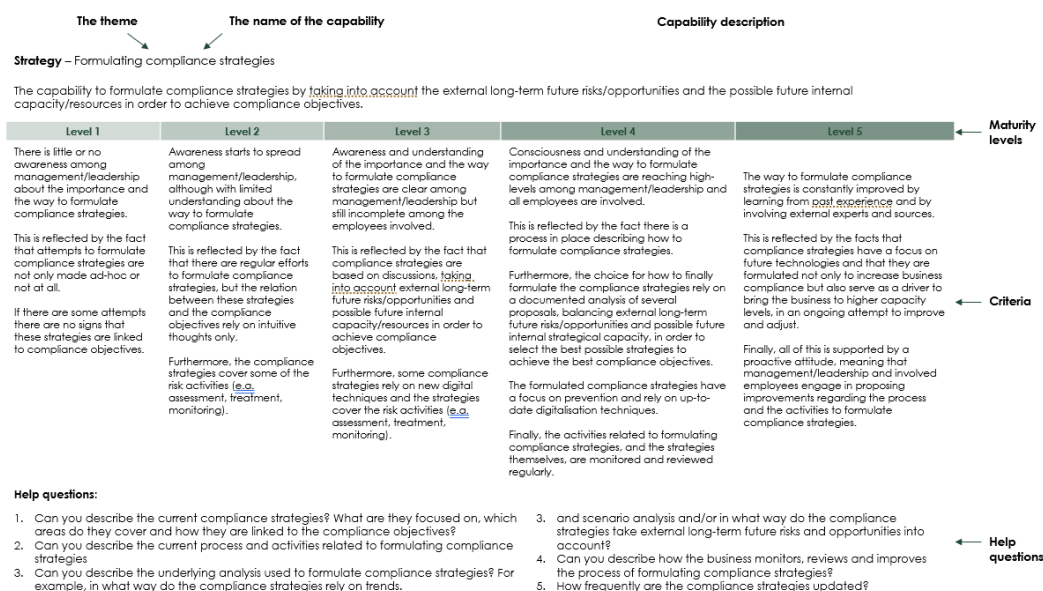 The theme
The name of the capability
Capability description
Strategy – Formulating compliance strategies
The capability to formulate compliance strategies by taking into account the external long-term future risks/opportunities and the possible future internal
capacity/resources in order to achieve compliance objectives.
Level 1
Level 2
Level 3
Level 4
Level 5
Maturity
levels
There is little or no
awareness among
management/leadership
about the importance and
the way to formulate
compliance strategies.
This is reflected by the fact
that attempts to formulate
compliance strategies are
not only made ad-hoc or
not at all.
If there are some attempts
there are no signs that
these strategies are linked
to compliance objectives.
Awareness starts to spread
among
management/leadership,
although with limited
understanding about the
way to formulate
compliance strategies.
This is reflected by the fact
that there are regular efforts
to formulate compliance
strategies, but the relation
between these strategies
and the compliance
objectives rely on intuitive
thoughts only.
Furthermore, the compliance
strategies cover some of the
risk activities (e.g.
assessment, treatment,
monitoring).
Awareness and understanding
of the importance and the way
to formulate compliance
strategies are clear among
management/leadership but
still incomplete among the
employees involved.
This is reflected by the fact that
compliance strategies are
based on discussions, taking
into account external long-term
future risks/opportunities and
possible future internal
capacity/resources in order to
achieve compliance
objectives.
Furthermore, some compliance
strategies rely on new digital
techniques and the strategies
cover the risk activities (e.g.
assessment, treatment,
monitoring).
Consciousness and understanding of the
importance and the way to formulate
compliance strategies are reaching high-
levels among management/leadership and
all employees are involved.
This is reflected by the fact there is a
process in place describing how to
formulate compliance strategies.
Furthermore, the choice for how to finally
formulate the compliance strategies rely on
a documented analysis of several
proposals, balancing external long-term
future risks/opportunities and possible future
internal strategical capacity, in order to
select the best possible strategies to
achieve the best compliance objectives.
The formulated compliance strategies have
a focus on prevention and rely on up-to-
date digitalisation techniques.
Finally, the activities related to formulating
compliance strategies, and the strategies
themselves, are monitored and reviewed
regularly.
The way to formulate compliance
strategies is constantly improved by
learning from past experience and by
involving external experts and sources.
This is reflected by the facts that
compliance strategies have a focus on
future technologies and that they are
formulated not only to increase business
compliance but also serve as a driver to
bring the business to higher capacity
levels, in an ongoing attempt to improve
and adjust.
Finally, all of this is supported by a
proactive attitude, meaning that
management/leadership and involved
employees engage in proposing
improvements regarding the process
and the activities to formulate
compliance strategies.
Criteria
Help questions:
1. Can you describe the current compliance strategies? What are they focused on, which
areas do they cover and how they are linked to the compliance objectives?
2. Can you describe the current process and activities related to formulating compliance
strategies
3. Can you describe the underlying analysis used to formulate compliance strategies? For
example, in what way do the compliance strategies rely on trends.
3. and scenario analysis and/or in what way do the compliance
strategies take external long-term future risks and opportunities into
account?
4. Can you describe how the business monitors, reviews and improves
the process of formulating compliance strategies?
5. How frequently are the compliance strategies updated?
Help
questions